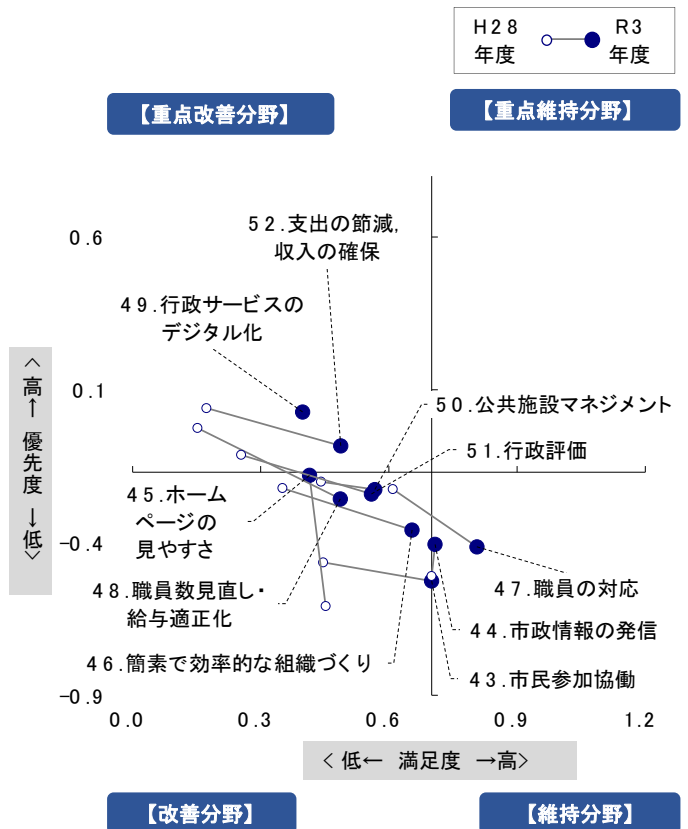 H28
年度
R3
年度
【重点改善分野】
【重点維持分野】
52.支出の節減,
収入の確保
0.6
49.行政サービスの
デジタル化
0.1
50.公共施設マネジメント
51.行政評価
<低← 優先度 →高>
45.ホーム
ページの
見やすさ
-0.4
47.職員の対応
48.職員数見直し・
給与適正化
44.市政情報の発信
46.簡素で効率的な組織づくり
43.市民参加協働
-0.9
0.0
0.3
0.6
0.9
1.2
<低← 満足度 →高>
【改善分野】
【維持分野】